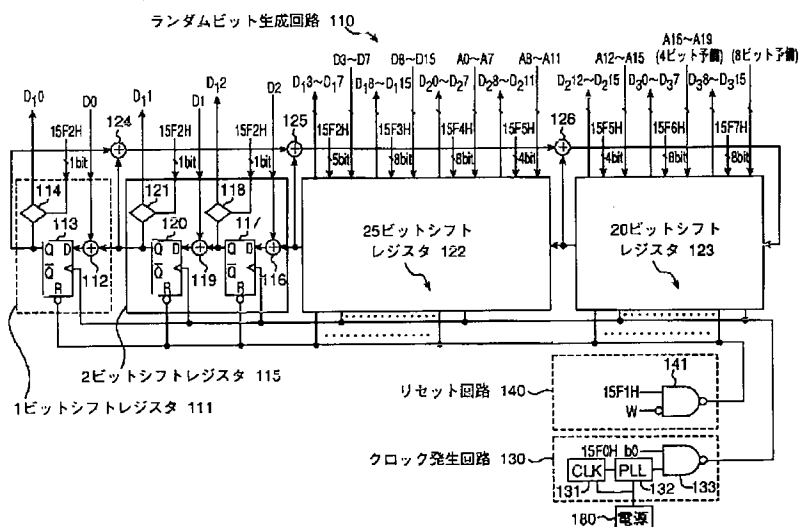 ランダムビット生成回路 110
D3~D7 D8~D15 A0~A7 A8~A11 A12~A15 A16~A19
(4ビット予備) (8ビット予備)
D₁0 D0 D₁1 D1 D₁2 D2 D₁3~D₁7 D₁8~D₁15 D₂0~D₂7 D₂8~D₂11 D₂12~D₂15 D₃0~D₃7 D₃8~D₃15
124 125 126
15F2H 15F2H 15F2H 15F2H 15F3H 15F4H 15F5H 15F5H 15F6H 15F7H
1bit 1bit 1bit 5bit 8bit 8bit 4bit 4bit 8bit 8bit
114 121 118
113 120 117
Q D Q D Q D
Q̅ Q̅ Q̅
R R R
112 119 116
25ビットシフト
レジスタ 122
20ビットシフト
レジスタ 123
2ビットシフトレジスタ 115
1ビットシフトレジスタ 111
リセット回路 140
15F1H
W
141
クロック発生回路 130
15F0H b0
CLK PLL
131 132 133
180 電源